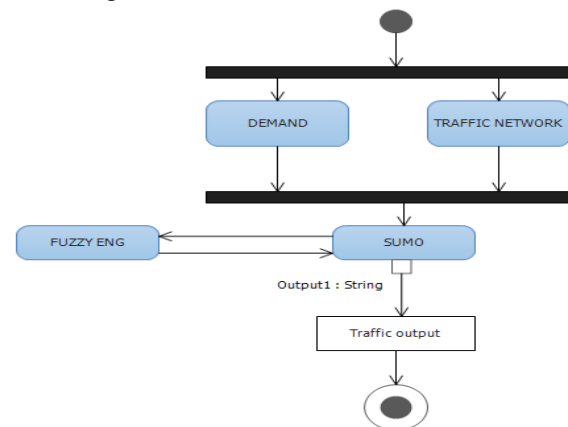 DEMAND
TRAFFIC NETWORK
FUZZY ENG
SUMO
Output1 : String
Traffic output